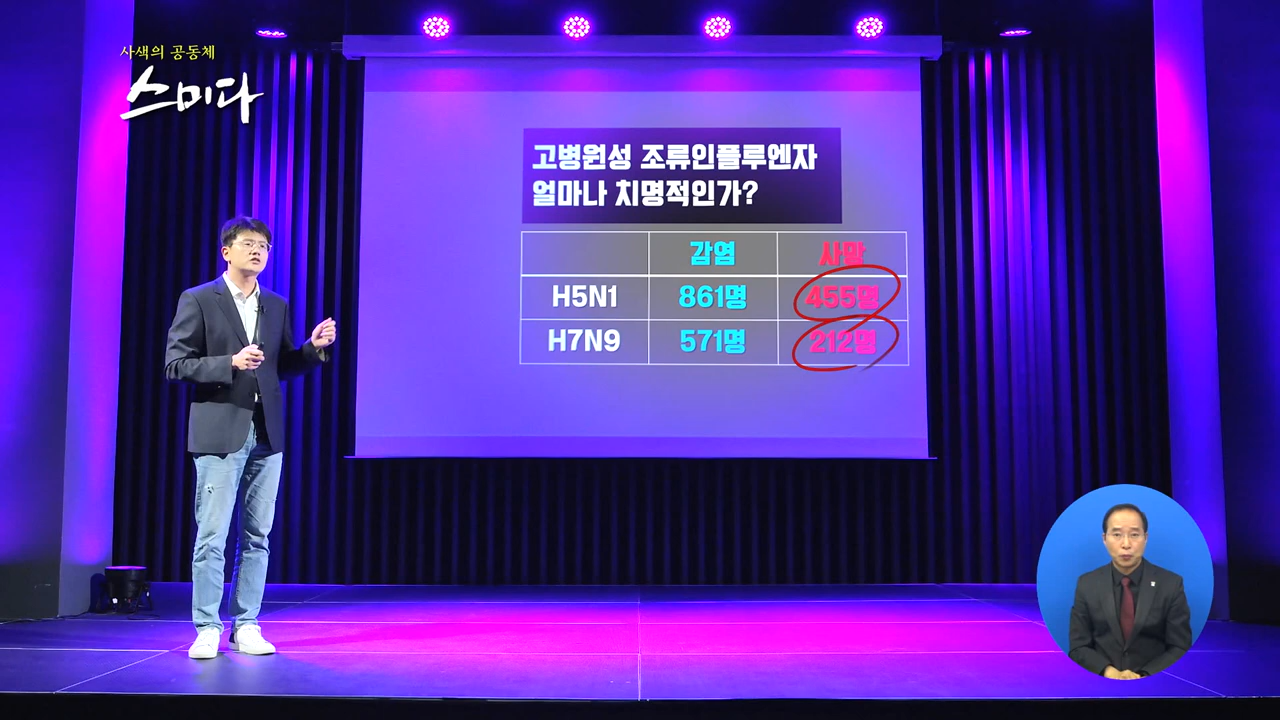 사색의 공동체
스미다
고병원성 조류인플루엔자
얼마나 치명적인가?
감염 사망
H5N1 861명 455명
H7N9 571명 212명